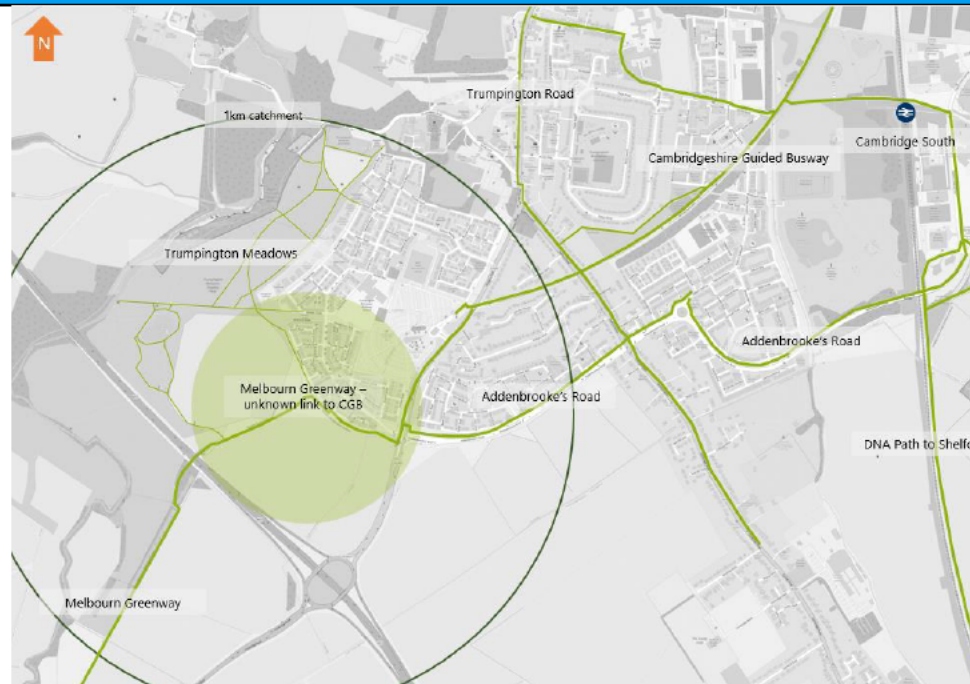 N
Trumpington Road
1km catchment
Cambridge South
Cambridgeshire Guided Busway
Trumpington Meadows
Addenbrooke's Road
Melbourn Greenway –
unknown link to CGB
Addenbrooke's Road
DNA Path to Shelfo
Melbourn Greenway